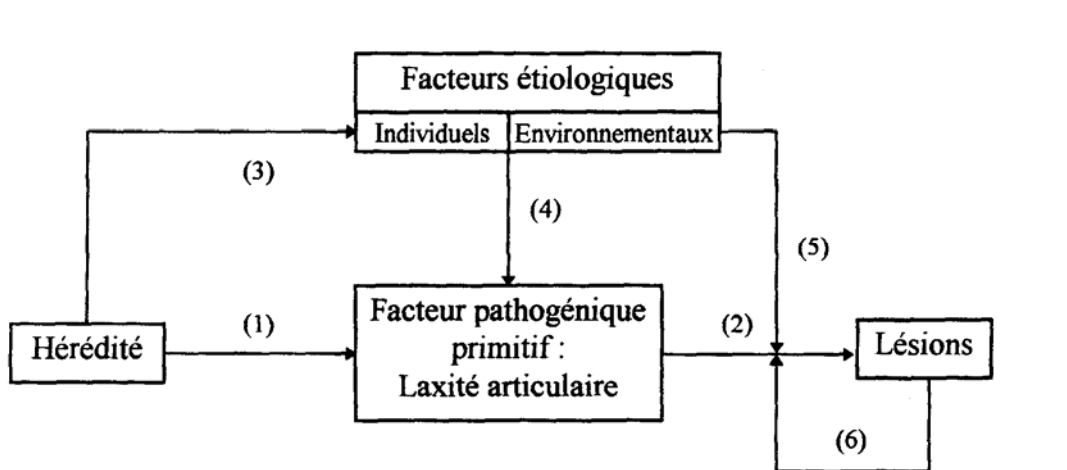 Facteurs étiologiques
Individuels
Environnementaux
(3)
(4)
(5)
Hérédité
(1)
Facteur pathogénique
primitif :
Laxité articulaire
(2)
Lésions
(6)